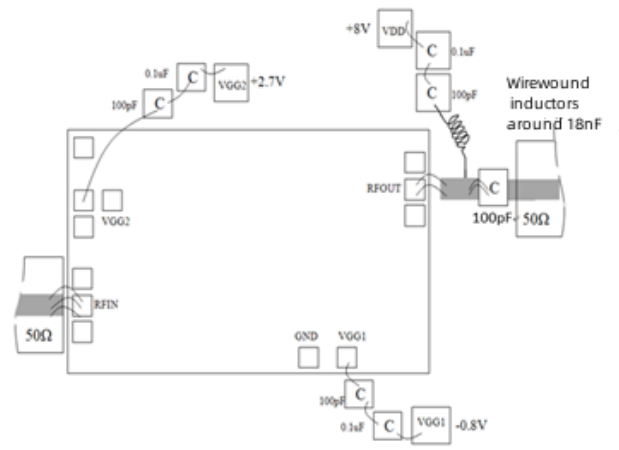 +8V
VDD
C
0.1uF
0.1uF
C
VGG2
+2.7V
100pF
C
C
100pF
Wirewound
inductors
around 18nF
RFOUT
C
100pF
50Ω
VGG2
RFIN
50Ω
GND
VGG1
100pF
C
0.1uF
C
VGG1
-0.8V